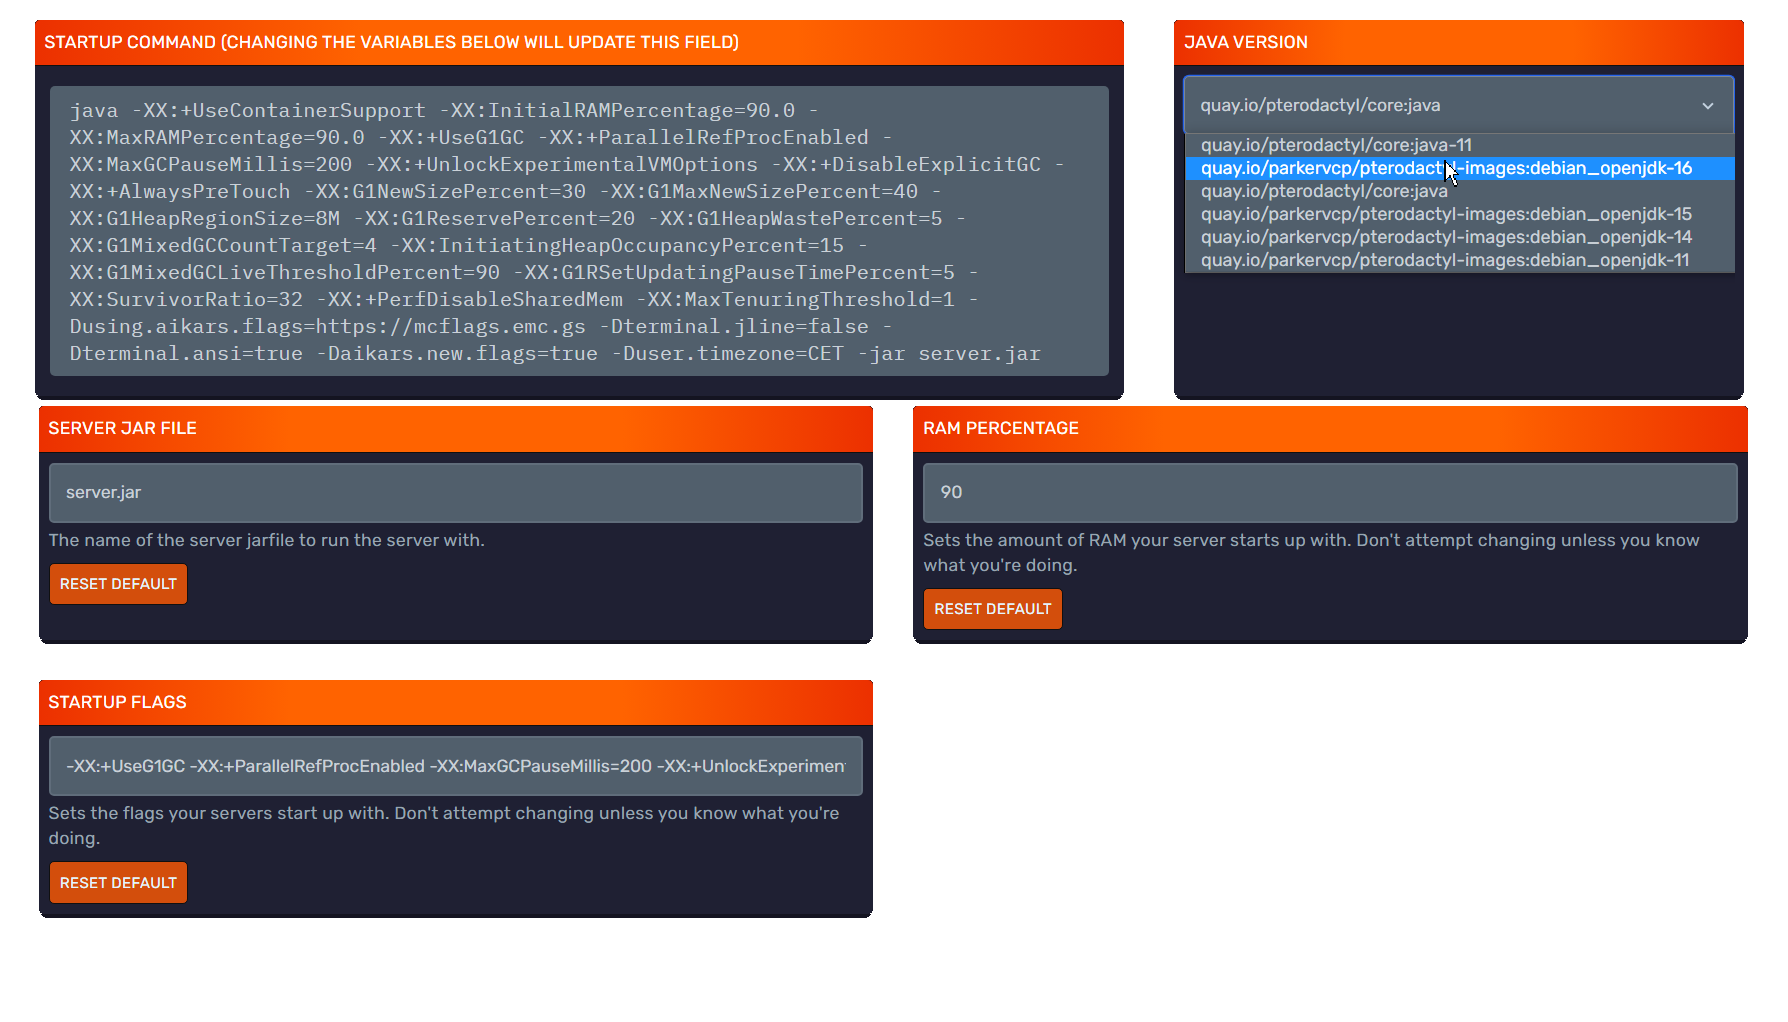 STARTUP COMMAND (CHANGING THE VARIABLES BELOW WILL UPDATE THIS FIELD)
java -XX:+UseContainerSupport -XX:InitialRAMPercentage=90.0 -
XX:MaxRAMPercentage=90.0 -XX:+UseG1GC -XX:+ParallelRefProcEnabled -
XX:MaxGCPauseMillis=200 -XX:+UnlockExperimentalVMOptions -XX:+DisableExplicitGC -
XX:+AlwaysPreTouch -XX:G1NewSizePercent=30 -XX:G1MaxNewSizePercent=40 -
XX:G1HeapRegionSize=8M -XX:G1ReservePercent=20 -XX:G1HeapWastePercent=5 -
XX:G1MixedGCCountTarget=4 -XX:InitiatingHeapOccupancyPercent=15 -
XX:G1MixedGCLiveThresholdPercent=90 -XX:G1RSetUpdatingPauseTimePercent=5 -
XX:SurvivorRatio=32 -XX:+PerfDisableSharedMem -XX:MaxTenuringThreshold=1 -
Dusing.aikars.flags=https://mcflags.emc.gs -Dterminal.jline=false -
Dterminal.ansi=true -Daikars.new.flags=true -Duser.timezone=CET -jar server.jar
JAVA VERSION
quay.io/pterodactyl/core:java
quay.io/pterodactyl/core:java-11
quay.io/parkervcp/pterodactyl-images:debian_openjdk-16
quay.io/pterodactyl/core:java
quay.io/parkervcp/pterodactyl-images:debian_openjdk-15
quay.io/parkervcp/pterodactyl-images:debian_openjdk-14
quay.io/parkervcp/pterodactyl-images:debian_openjdk-11
SERVER JAR FILE
server.jar
The name of the server jarfile to run the server with.
RESET DEFAULT
RAM PERCENTAGE
90
Sets the amount of RAM your server starts up with. Don't attempt changing unless you know
what you're doing.
RESET DEFAULT
STARTUP FLAGS
-XX:+UseG1GC -XX:+ParallelRefProcEnabled -XX:MaxGCPauseMillis=200 -XX:+UnlockExperimen
Sets the flags your servers start up with. Don't attempt changing unless you know what you're
doing.
RESET DEFAULT